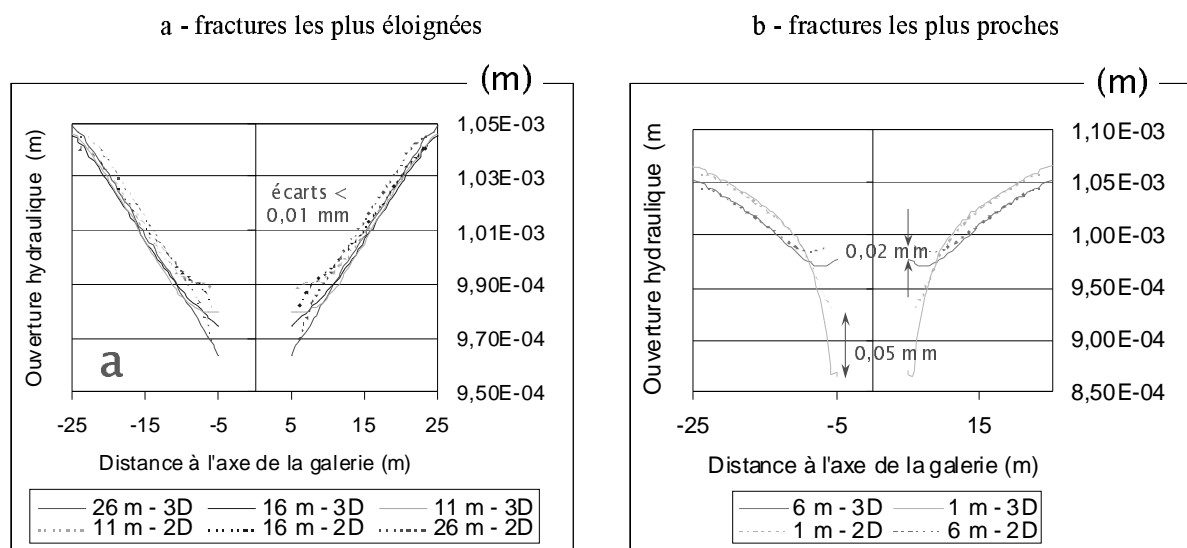 a - fractures les plus éloignées
(m)
Ouverture hydraulique (m)
1,05E-03
1,03E-03
1,01E-03
9,90E-04
9,80E-04
9,70E-04
9,50E-04
écarts <
0,01 mm
a
-25 -15 -5 5 15 25
Distance à l'axe de la galerie (m)
26 m - 3D 16 m - 3D 11 m - 3D
11 m - 2D 16 m - 2D 26 m - 2D
b - fractures les plus proches
(m)
Ouverture hydraulique (m
1,10E-03
1,05E-03
1,00E-03
9,50E-04
9,00E-04
8,50E-04
0,02 mm
0,05 mm
-25 -5 15
Distance à l'axe de la galerie (m)
6 m - 3D 1 m - 3D
1 m - 2D 6 m - 2D